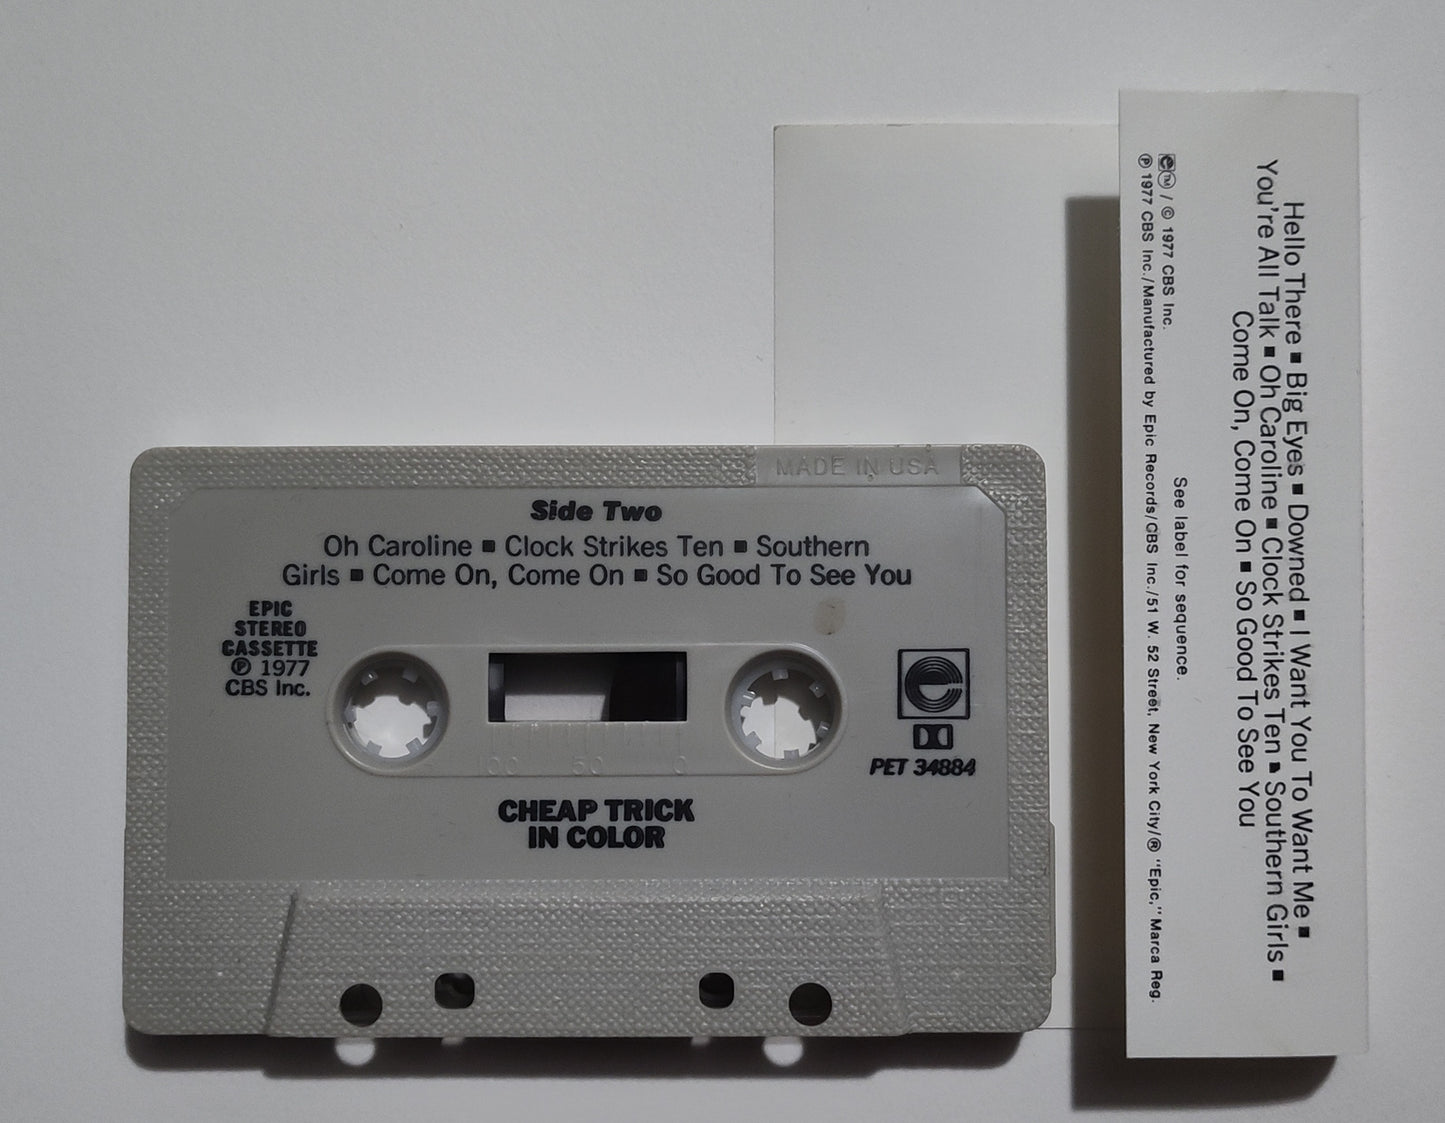 MADE IN USA
Side Two
Oh Caroline ■ Clock Strikes Ten ■ Southern
Girls ■ Come On, Come On ■ So Good To See You
EPIC
STEREO
CASSETTE
℗ 1977
CBS Inc.
100 50 0
e
PET 34884
CHEAP TRICK
IN COLOR
Hello There ■ Big Eyes ■ Downed ■ I Want You To Want Me ■
You're All Talk ■ Oh Caroline ■ Clock Strikes Ten ■ Southern Girls ■
Come On, Come On ■ So Good To See You
See label for sequence.
e TM / © 1977 CBS Inc.
℗ 1977 CBS Inc./Manufactured by Epic Records/CBS Inc./51 W. 52 Street, New York City/® "Epic," Marca Reg.